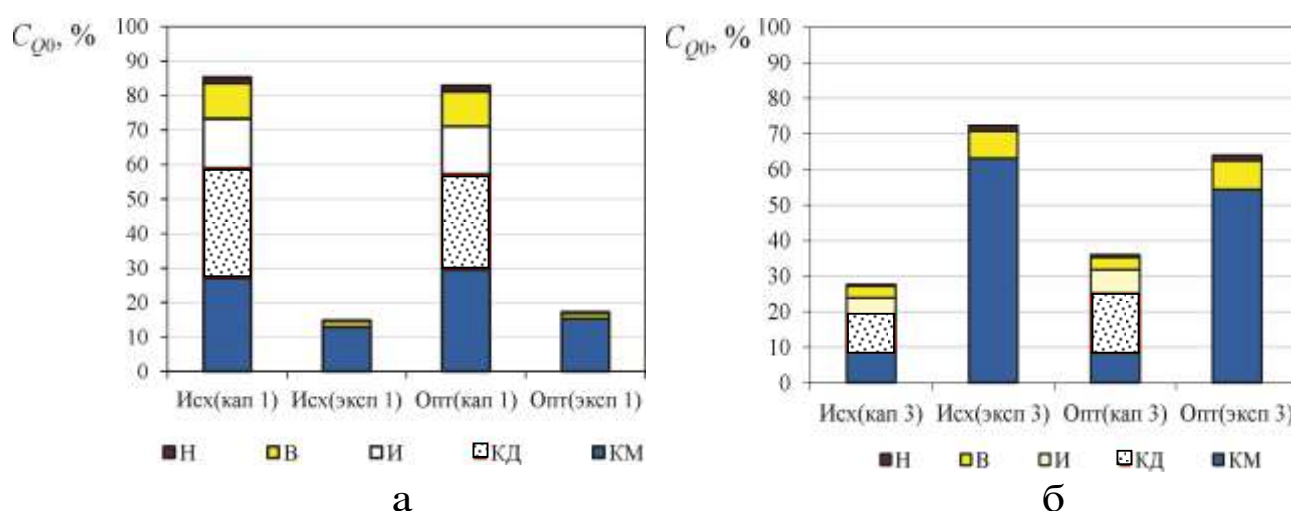 C_Q0, %
100
90
80
70
60
50
40
30
20
10
0
Исх(кап 1) Исх(эксп 1) Опт(кап 1) Опт(эксп 1)
Н В И КД КМ
а
C_Q0, %
100
90
80
70
60
50
40
30
20
10
0
Исх(кап 3) Исх(эксп 3) Опт(кап 3) Опт(эксп 3)
Н В И КД КМ
б